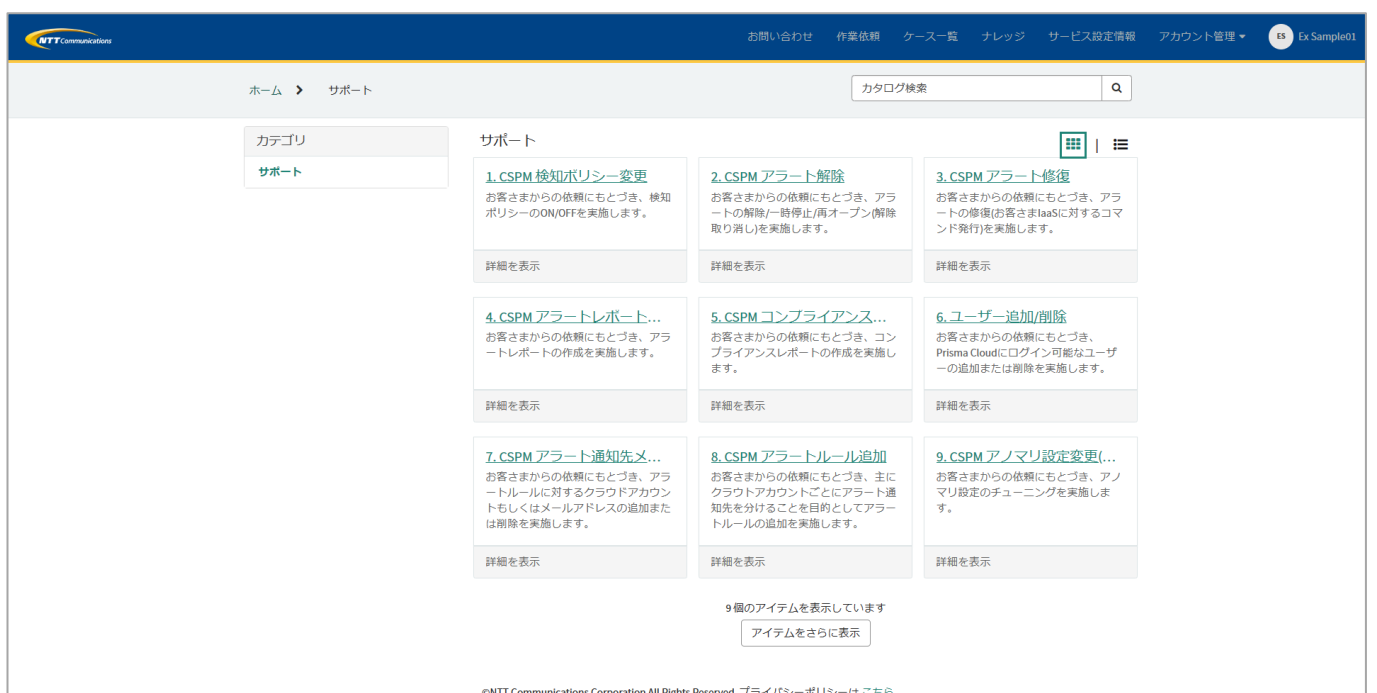 NTT Communications
お問い合わせ 作業依頼 ケース一覧 ナレッジ サービス設定情報 アカウント管理 ES Ex Sample01
ホーム サポート
カタログ検索
カテゴリ
サポート
サポート
1. CSPM 検知ポリシー変更
お客さまからの依頼にもとづき、検知
ポリシーのON/OFFを実施します。
詳細を表示
2. CSPM アラート解除
お客さまからの依頼にもとづき、アラ
ートの解除/一時停止/再オープン(解除
取り消し)を実施します。
詳細を表示
3. CSPM アラート修復
お客さまからの依頼にもとづき、アラ
ートの修復(お客さまIaaSに対するコマ
ンド発行)を実施します。
詳細を表示
4. CSPM アラートレポート...
お客さまからの依頼にもとづき、アラ
ートレポートの作成を実施します。
詳細を表示
5. CSPM コンプライアンス...
お客さまからの依頼にもとづき、コン
プライアンスレポートの作成を実施し
ます。
詳細を表示
6. ユーザー追加/削除
お客さまからの依頼にもとづき、
Prisma Cloudにログイン可能なユーザ
ーの追加または削除を実施します。
詳細を表示
7. CSPM アラート通知先メ...
お客さまからの依頼にもとづき、アラ
ートルールに対するクラウドアカウン
トもしくはメールアドレスの追加また
は削除を実施します。
詳細を表示
8. CSPM アラートルール追加
お客さまからの依頼にもとづき、主に
クラウトアカウントごとにアラート通
知先を分けることを目的としてアラー
トルールの追加を実施します。
詳細を表示
9. CSPM アノマリ設定変更(...
お客さまからの依頼にもとづき、アノ
マリ設定のチューニングを実施しま
す。
詳細を表示
9 個のアイテムを表示しています
アイテムをさらに表示
©NTT Communications Corporation All Rights Reserved. プライバシーポリシーは こちら